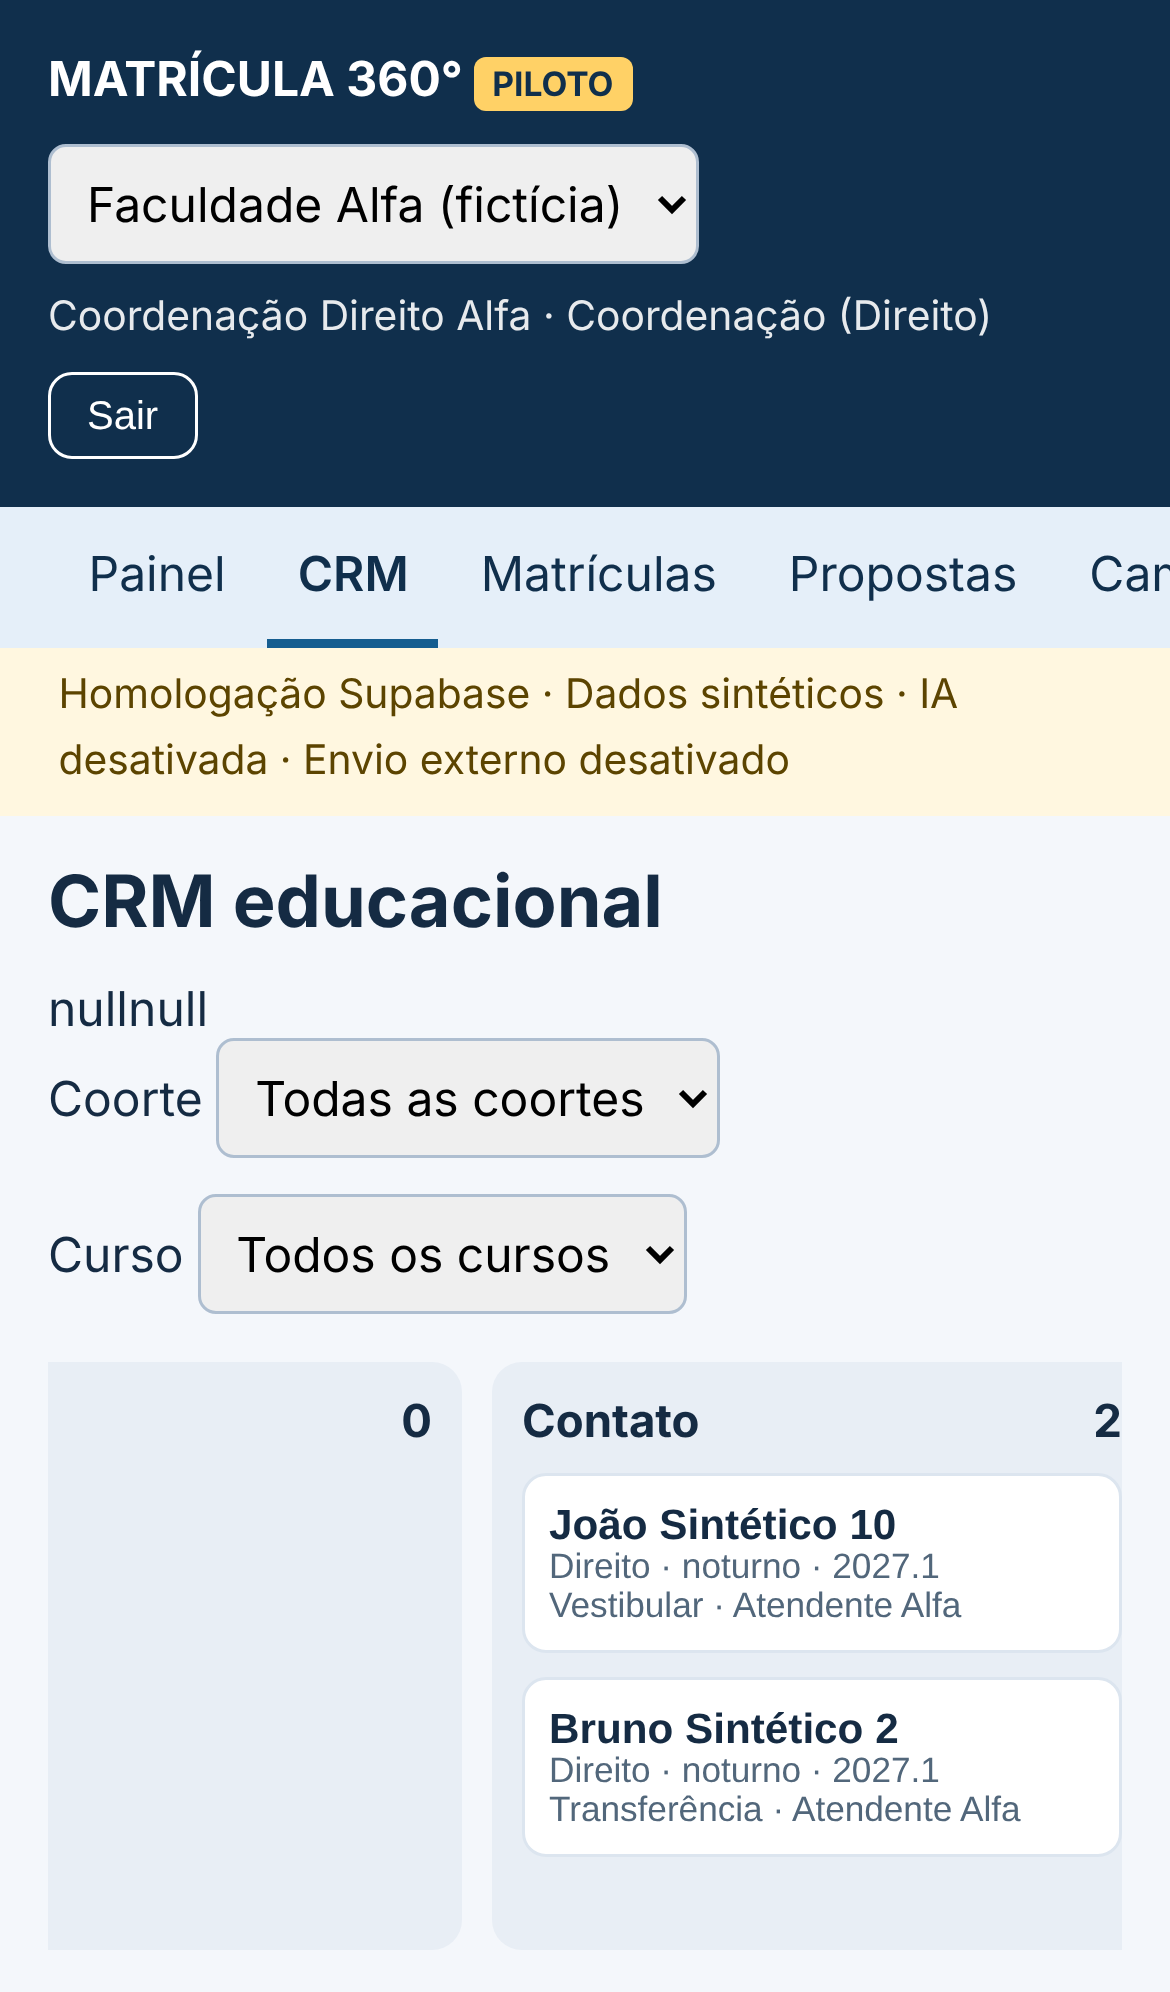 MATRÍCULA 360° PILOTO
Faculdade Alfa (fictícia)
Coordenação Direito Alfa · Coordenação (Direito)
Sair
Painel CRM Matrículas Propostas
Homologação Supabase · Dados sintéticos · IA
desativada · Envio externo desativado
CRM educacional
nullnull
Coorte Todas as coortes
Curso Todos os cursos
0 Contato 2
João Sintético 10
Direito · noturno · 2027.1
Vestibular · Atendente Alfa
Bruno Sintético 2
Direito · noturno · 2027.1
Transferência · Atendente Alfa